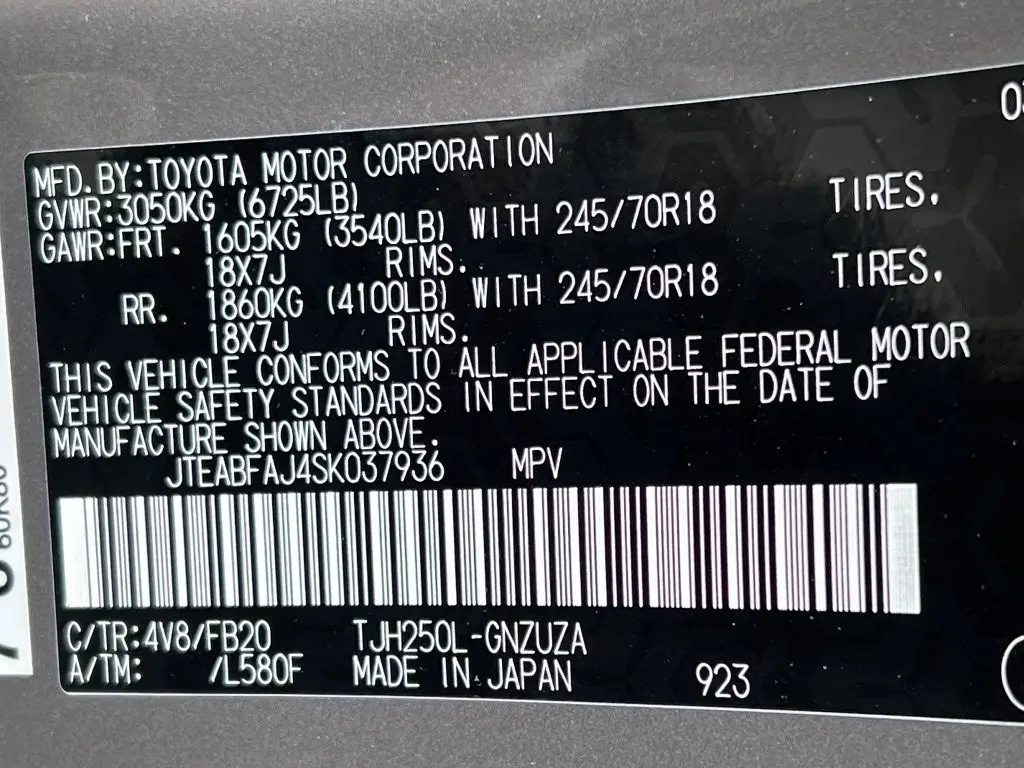 03
MFD.BY:TOYOTA MOTOR CORPORATION
GVWR:3050KG (6725LB)
GAWR:FRT. 1605KG (3540LB) WITH 245/70R18 TIRES.
18X7J RIMS.
RR. 1860KG (4100LB) WITH 245/70R18 TIRES.
18X7J RIMS.
THIS VEHICLE CONFORMS TO ALL APPLICABLE FEDERAL MOTOR
VEHICLE SAFETY STANDARDS IN EFFECT ON THE DATE OF
MANUFACTURE SHOWN ABOVE.
JTEABFAJ4SK037936 MPV
C/TR:4V8/FB20 TJH250L-GNZUZA
A/TM: /L580F MADE IN JAPAN 923